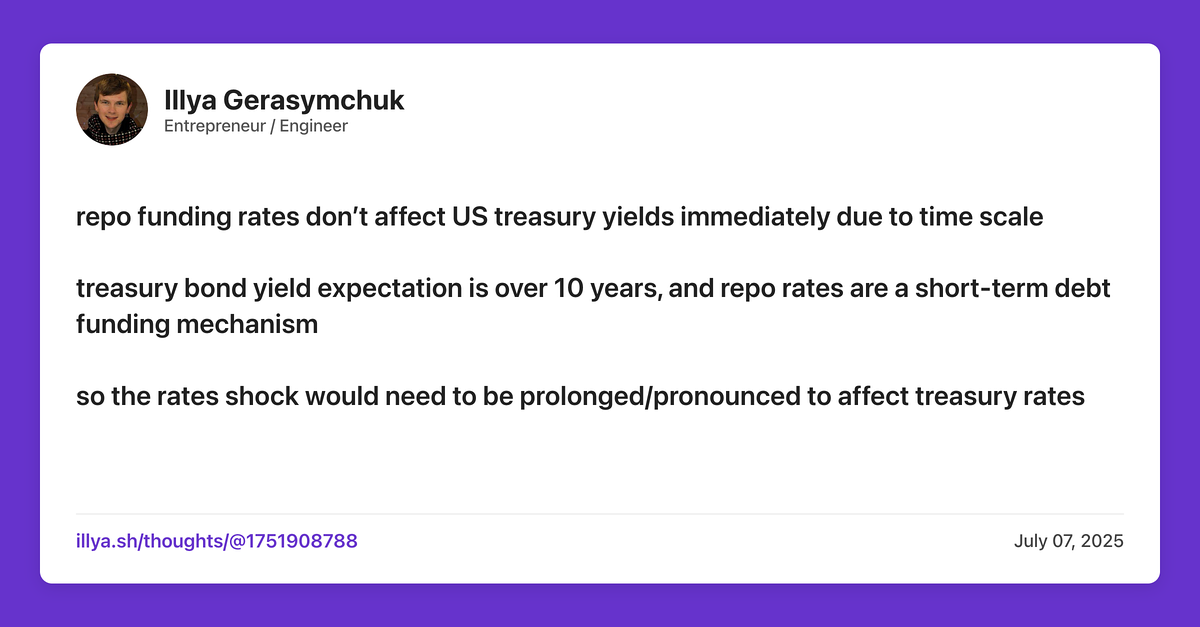 Illya Gerasymchuk
Entrepreneur / Engineer
repo funding rates don’t affect US treasury yields immediately due to time scale
treasury bond yield expectation is over 10 years, and repo rates are a short-term debt
funding mechanism
so the rates shock would need to be prolonged/pronounced to affect treasury rates
illya.sh/thoughts/@1751908788
July 07, 2025